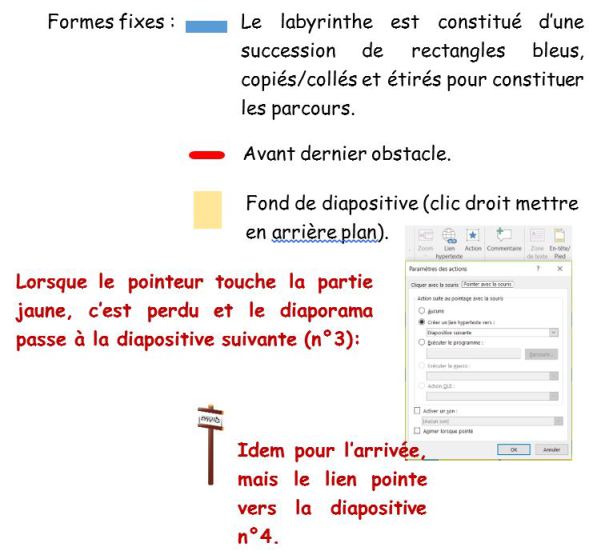 Formes fixes :
Le labyrinthe est constitué d'une
succession de rectangles bleus,
copiés/collés et étirés pour constituer
les parcours.
Avant dernier obstacle.
Fond de diapositive (clic droit mettre
en arrière plan).
Zoom Lien hypertexte Action Commentaire Zone de texte En-tête/ Pied
Paramètres des actions ? ×
Cliquer avec la souris Pointer avec la souris
Action suite au pointage avec la souris
Aucune
Créer un lien hypertexte vers :
Diapositive suivante
Exécuter le programme :
Parcourir...
Exécuter la macro :
Action OLE :
Activer un son :
[Aucun son]
Animer lorsque pointé
OK Annuler
Lorsque le pointeur touche la partie
jaune, c'est perdu et le diaporama
passe à la diapositive suivante (n°3):
Idem pour l'arrivée,
mais le lien pointe
vers la diapositive
n°4.